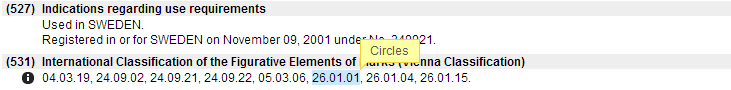 (527) Indications regarding use requirements
Used in SWEDEN.
Registered in or for SWEDEN on November 09, 2001 under No.
Circles
(531) International Classification of the Figurative Elements of Marks (Vienna Classification)
04.03.19, 24.09.02, 24.09.21, 24.09.22, 05.03.06, 26.01.01, 26.01.04, 26.01.15.